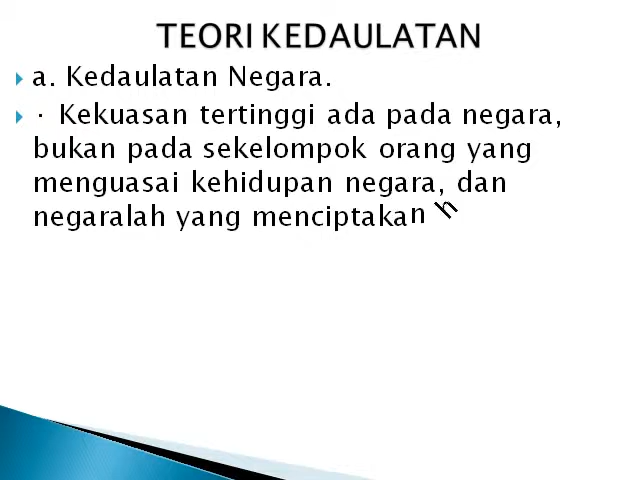 TEORI KEDAULATAN
a. Kedaulatan Negara.
· Kekuasan tertinggi ada pada negara,
bukan pada sekelompok orang yang
menguasai kehidupan negara, dan
negaralah yang menciptakan h